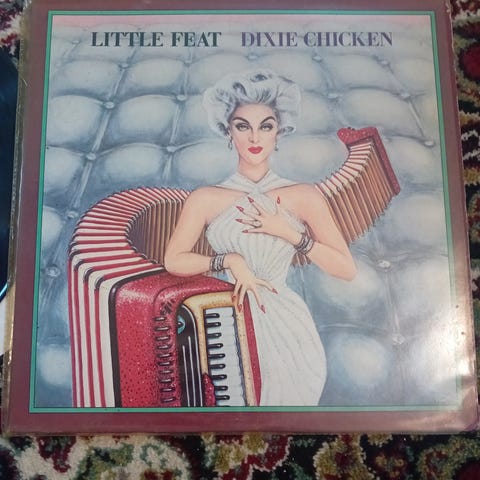 LITTLE FEAT DIXIE CHICKEN